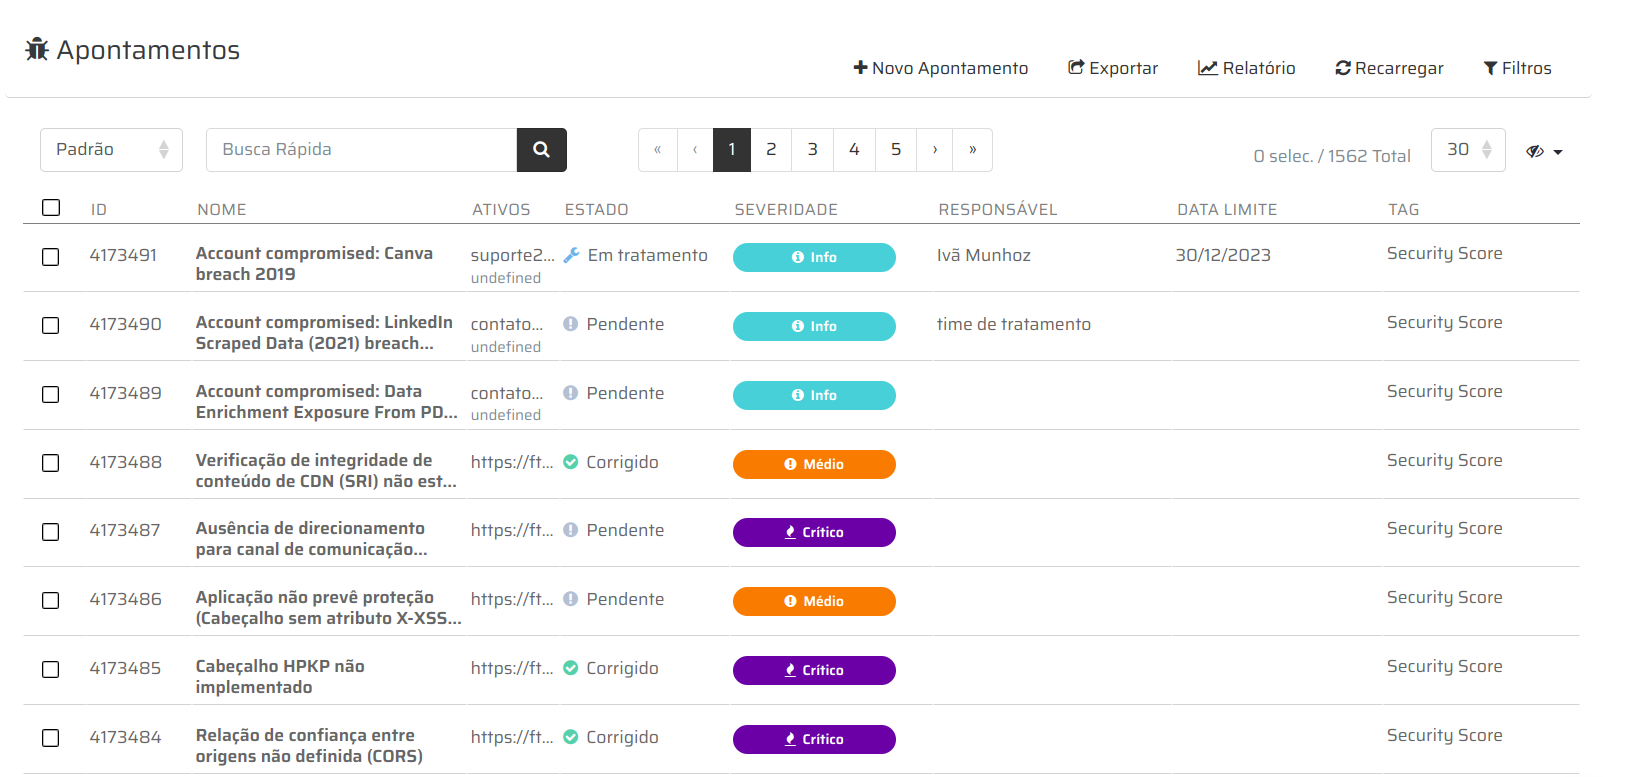 Apontamentos
Novo Apontamento Exportar Relatório Recarregar Filtros
Padrão Busca Rápida « ‹ 1 2 3 4 5 › » 0 selec. / 1562 Total 30
ID NOME ATIVOS ESTADO SEVERIDADE RESPONSÁVEL DATA LIMITE TAG
4173491 Account compromised: Canva suporte2... Em tratamento Info Ivã Munhoz 30/12/2023 Security Score
breach 2019 undefined
4173490 Account compromised: LinkedIn contato... Pendente Info time de tratamento Security Score
Scraped Data (2021) breach... undefined
4173489 Account compromised: Data contato... Pendente Info Security Score
Enrichment Exposure From PD... undefined
4173488 Verificação de integridade de https://ft... Corrigido Médio Security Score
conteúdo de CDN (SRI) não est...
4173487 Ausência de direcionamento https://ft... Pendente Crítico Security Score
para canal de comunicação...
4173486 Aplicação não prevê proteção https://ft... Pendente Médio Security Score
(Cabeçalho sem atributo X-XSS...
4173485 Cabeçalho HPKP não https://ft... Corrigido Crítico Security Score
implementado
4173484 Relação de confiança entre https://ft... Corrigido Crítico Security Score
origens não definida (CORS)